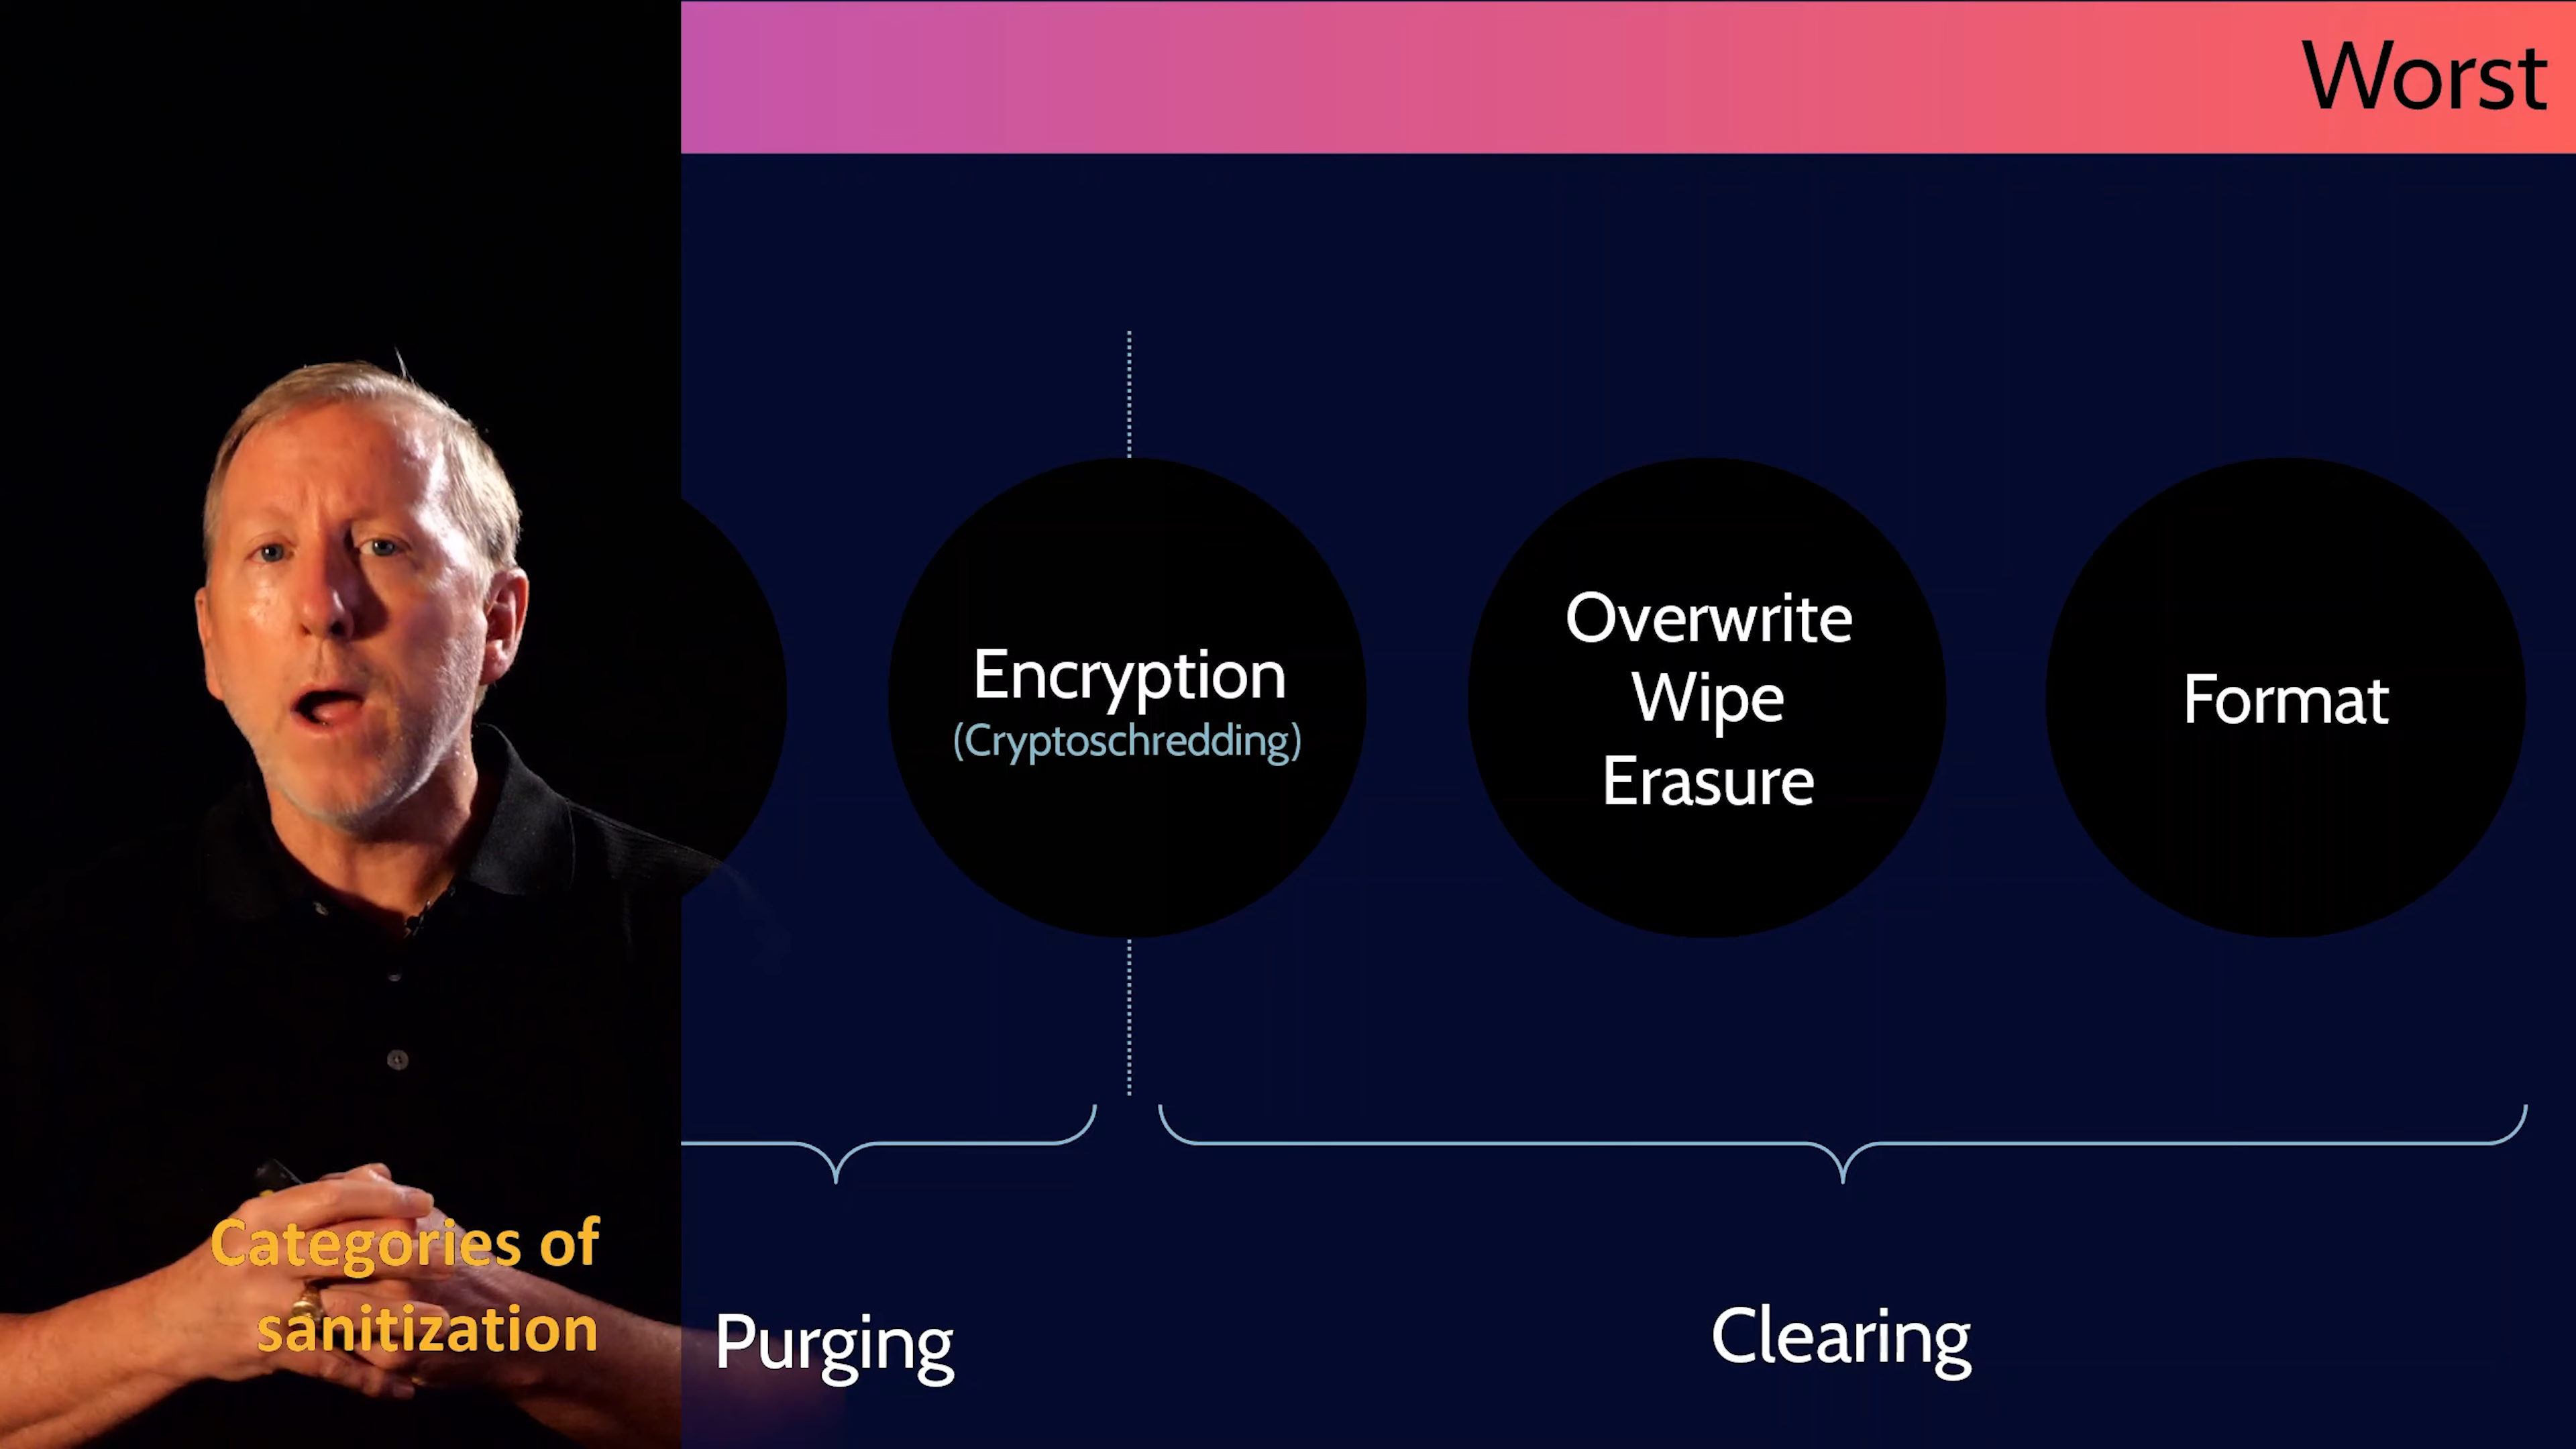 Worst
Encryption
(Cryptoschredding)
Overwrite
Wipe
Erasure
Format
Categories of
sanitization
Purging
Clearing